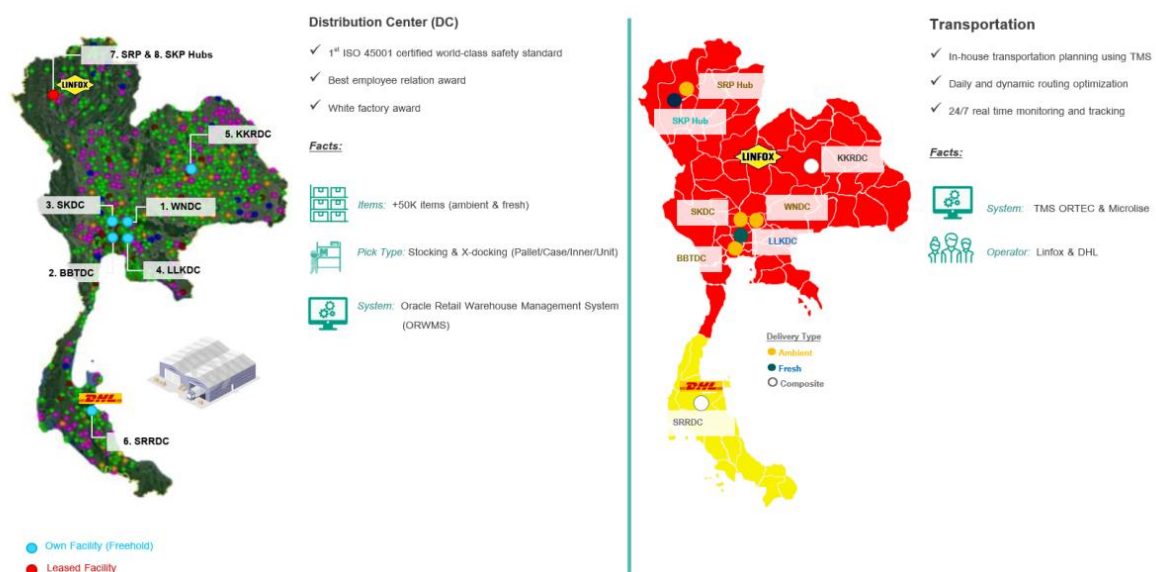 7. SRP & 8. SKP Hubs
LINFOX
5. KKRDC
3. SKDC
1. WNDC
2. BBTDC
4. LLKDC
DHL
6. SRRDC
Own Facility (Freehold)
Leased Facility
Distribution Center (DC)
✓ 1st ISO 45001 certified world-class safety standard
✓ Best employee relation award
✓ White factory award
Facts:
Items: +50K items (ambient & fresh)
Pick Type: Stocking & X-docking (Pallet/Case/Inner/Unit)
System: Oracle Retail Warehouse Management System
(ORWMS)
SRP Hub
SKP Hub
LINFOX
KKRDC
SKDC
WNDC
LLKDC
BBTDC
Delivery Type
Ambient
Fresh
Composite
DHL
SRRDC
Transportation
✓ In-house transportation planning using TMS
✓ Daily and dynamic routing optimization
✓ 24/7 real time monitoring and tracking
Facts:
System: TMS ORTEC & Microlise
Operator: Linfox & DHL